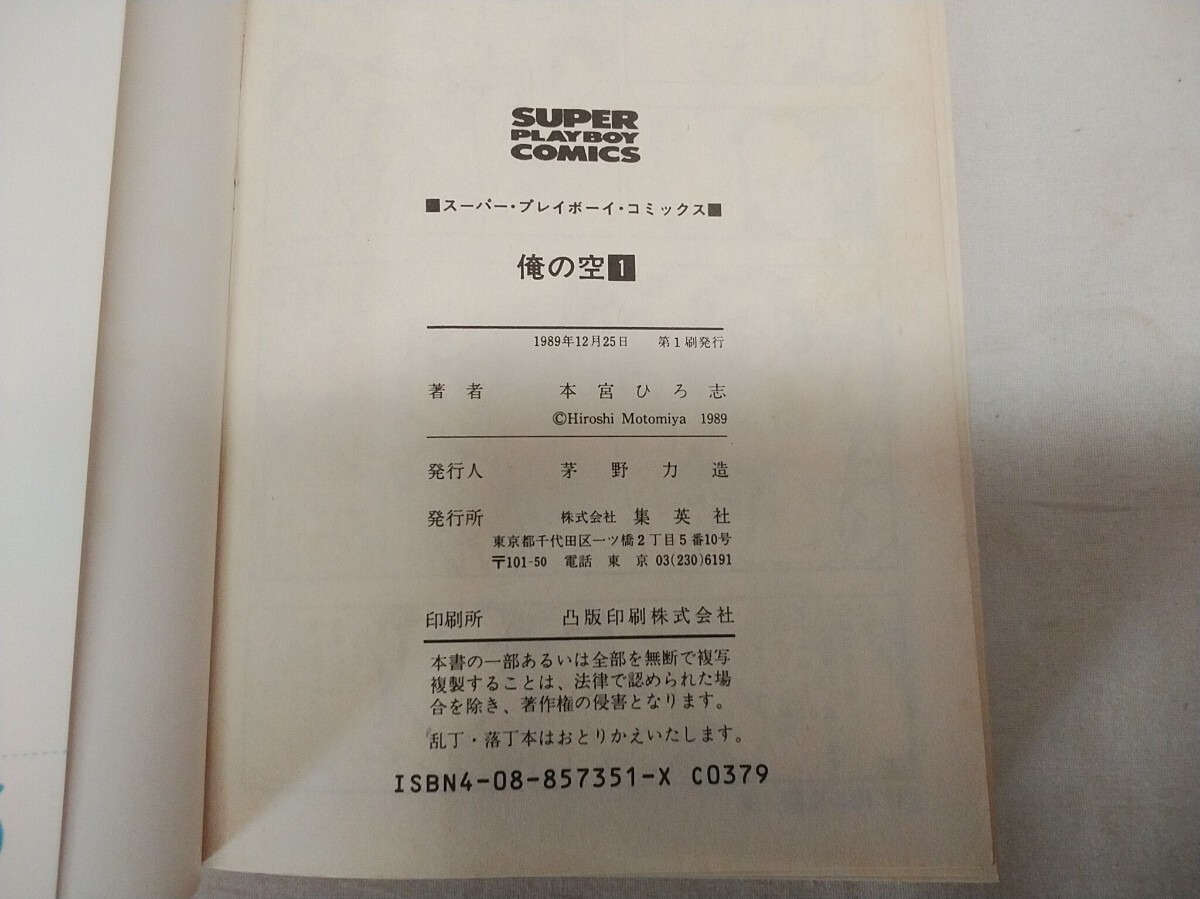 SUPER
PLAYBOY
COMICS
■スーパー・プレイボーイ・コミックス■
俺の空1
1989年12月25日 第1刷発行
著者 本宮ひろ志
©Hiroshi Motomiya 1989
発行人 茅野力造
発行所 株式会社 集英社
東京都千代田区一ツ橋2丁目5番10号
〒101-50 電話 東京 03(230)6191
印刷所 凸版印刷株式会社
本書の一部あるいは全部を無断で複写
複製することは、法律で認められた場
合を除き、著作権の侵害となります。
乱丁・落丁本はおとりかえいたします。
ISBN4-08-857351-X C0379